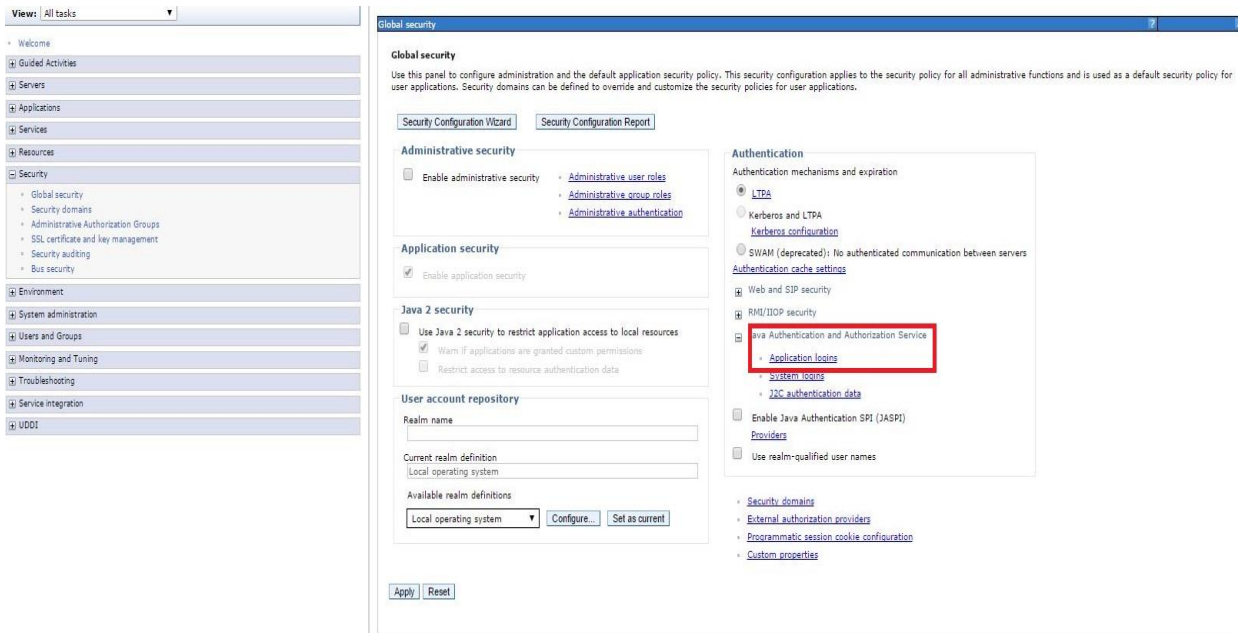 View: All tasks
Welcome
Guided Activities
Servers
Applications
Services
Resources
Security
Global security
Security domains
Administrative Authorization Groups
SSL certificate and key management
Security auditing
Bus security
Environment
System administration
Users and Groups
Monitoring and Tuning
Troubleshooting
Service integration
UDDI
Global security ?
Global security
Use this panel to configure administration and the default application security policy. This security configuration applies to the security policy for all administrative functions and is used as a default security policy for
user applications. Security domains can be defined to override and customize the security policies for user applications.
Security Configuration Wizard Security Configuration Report
Administrative security
Enable administrative security
Administrative user roles
Administrative group roles
Administrative authentication
Application security
Enable application security
Java 2 security
Use Java 2 security to restrict application access to local resources
Warn if applications are granted custom permissions
Restrict access to resource authentication data
User account repository
Realm name
Current realm definition
Local operating system
Available realm definitions
Local operating system Configure... Set as current
Authentication
Authentication mechanisms and expiration
LTPA
Kerberos and LTPA
Kerberos configuration
SWAM (deprecated): No authenticated communication between servers
Authentication cache settings
Web and SIP security
RMI/IIOP security
ava Authentication and Authorization Service
Application logins
System logins
J2C authentication data
Enable Java Authentication SPI (JASPI)
Providers
Use realm-qualified user names
Security domains
External authorization providers
Programmatic session cookie configuration
Custom properties
Apply Reset